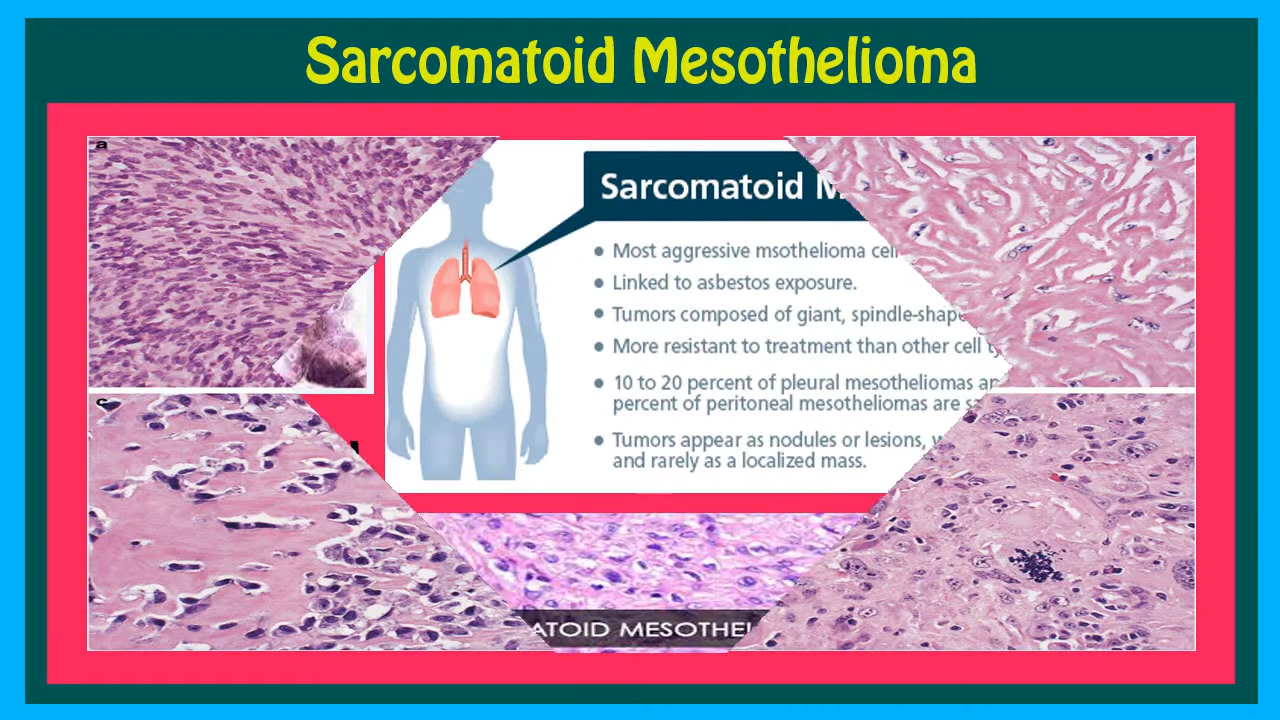 Sarcomatoid Mesothelioma
a
Sarcomatoid M
Most aggressive msothelioma cell
Linked to asbestos exposure.
Tumors composed of giant, spindle-shape
More resistant to treatment than other cell
10 to 20 percent of pleural mesotheliomas
percent of peritoneal mesotheliomas are
Tumors appear as nodules or lesions,
and rarely as a localized mass.
c
ATOID MESOTHE